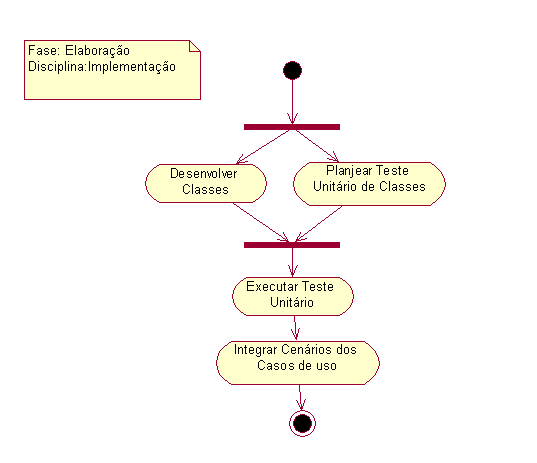 Fase: Elaboração
Disciplina:Implementação
Desenvolver
Classes
Planjear Teste
Unitário de Classes
Executar Teste
Unitário
Integrar Cenários dos
Casos de uso